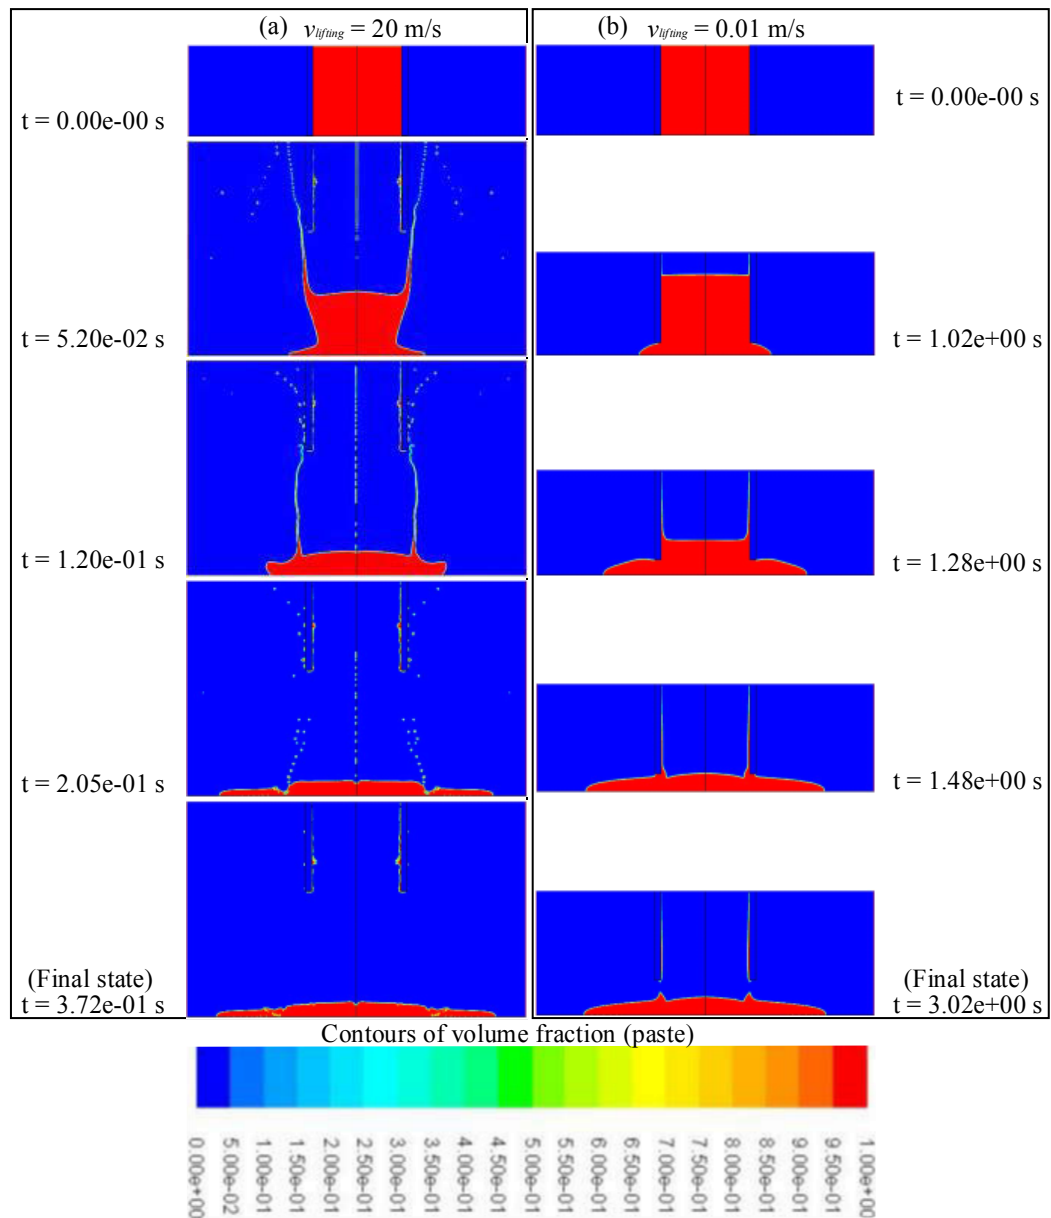 (a) vlifting = 20 m/s
(b) vlifting = 0.01 m/s
t = 0.00e-00 s
t = 0.00e-00 s
t = 5.20e-02 s
t = 1.02e+00 s
t = 1.20e-01 s
t = 1.28e+00 s
t = 2.05e-01 s
t = 1.48e+00 s
(Final state)
t = 3.72e-01 s
(Final state)
t = 3.02e+00 s
Contours of volume fraction (paste)
0.00e+00
5.00e-02
1.00e-01
1.50e-01
2.00e-01
2.50e-01
3.00e-01
3.50e-01
4.00e-01
4.50e-01
5.00e-01
5.50e-01
6.00e-01
6.50e-01
7.00e-01
7.50e-01
8.00e-01
8.50e-01
9.00e-01
9.50e-01
1.00e+00